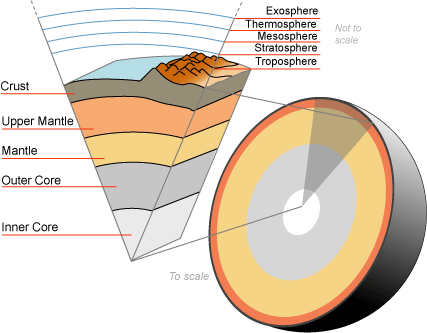 Exosphere
Thermosphere
Mesosphere
Stratosphere
Troposphere
Not to
scale
Crust
Upper Mantle
Mantle
Outer Core
Inner Core
To scale